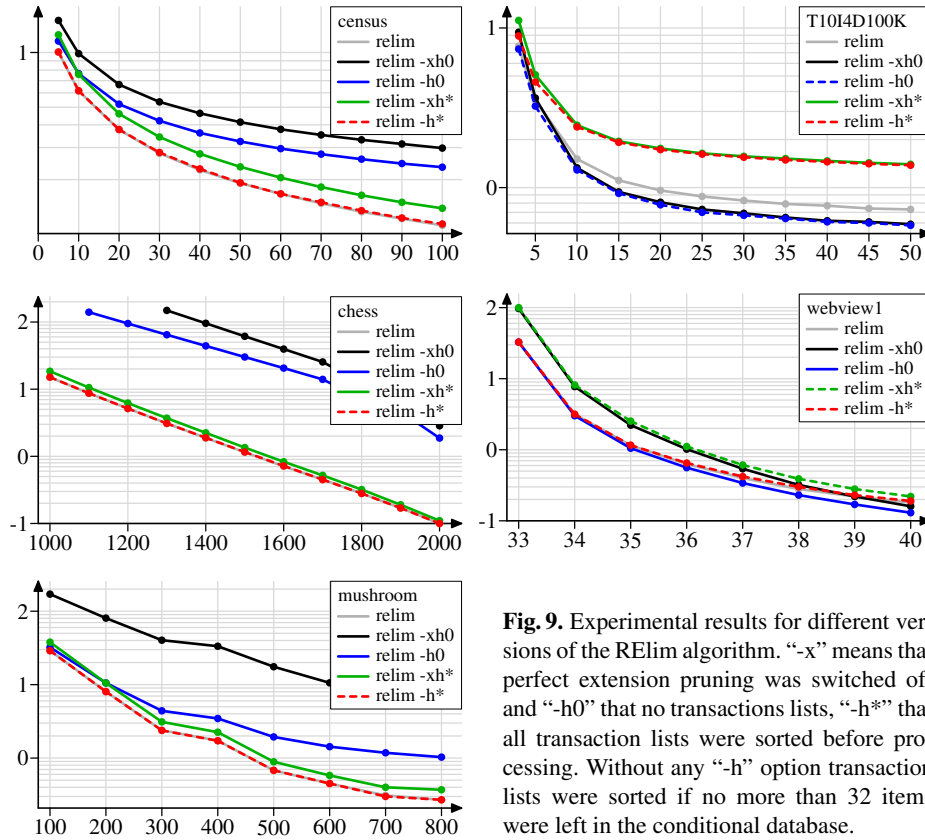 census
relim
relim -xh0
relim -h0
relim -xh*
relim -h*
1
0 10 20 30 40 50 60 70 80 90 100
T10I4D100K
relim
relim -xh0
relim -h0
relim -xh*
relim -h*
1
0
5 10 15 20 25 30 35 40 45 50
chess
relim
relim -xh0
relim -h0
relim -xh*
relim -h*
2
1
0
-1
1000 1200 1400 1600 1800 2000
webview1
relim
relim -xh0
relim -h0
relim -xh*
relim -h*
2
1
0
-1
33 34 35 36 37 38 39 40
mushroom
relim
relim -xh0
relim -h0
relim -xh*
relim -h*
2
1
0
100 200 300 400 500 600 700 800
Fig. 9. Experimental results for different ver
sions of the RElim algorithm. “-x” means tha
perfect extension pruning was switched of
and “-h0” that no transactions lists, “-h*” tha
all transaction lists were sorted before pro
cessing. Without any “-h” option transaction
lists were sorted if no more than 32 item
were left in the conditional database.